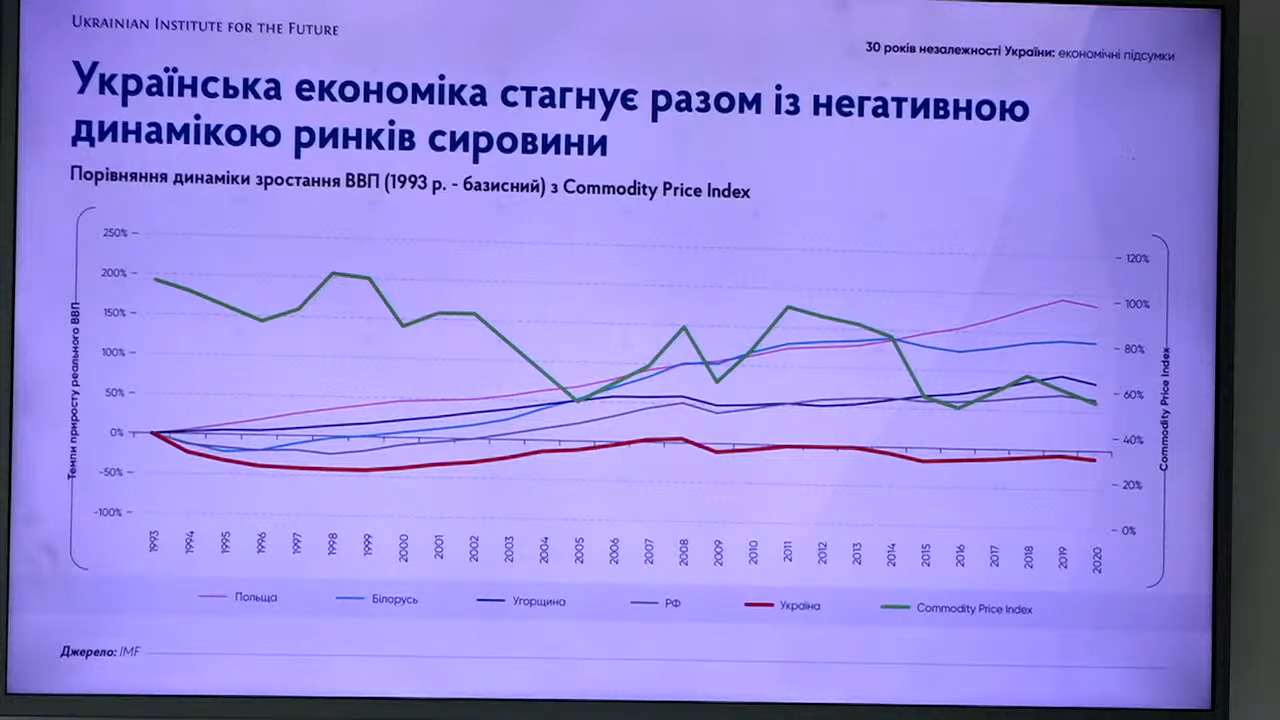 UKRAINIAN INSTITUTE FOR THE FUTURE
30 років незалежності України: економічні підсумки
Українська економіка стагнує разом із негативною
динамікою ринків сировини
Порівняння динаміки зростання ВВП (1993 р. - базисний) з Commodity Price Index
Темпи приросту реального ВВП
250%
200%
150%
100%
50%
0%
-50%
-100%
120%
100%
80%
60%
40%
20%
0%
Commodity Price Index
1993 1994 1995 1996 1997 1998 1999 2000 2001 2002 2003 2004 2005 2006 2007 2008 2009 2010 2011 2012 2013 2014 2015 2016 2017 2018 2019 2020
Польща Білорусь Угорщина РФ Україна Commodity Price Index
Джерело: IMF